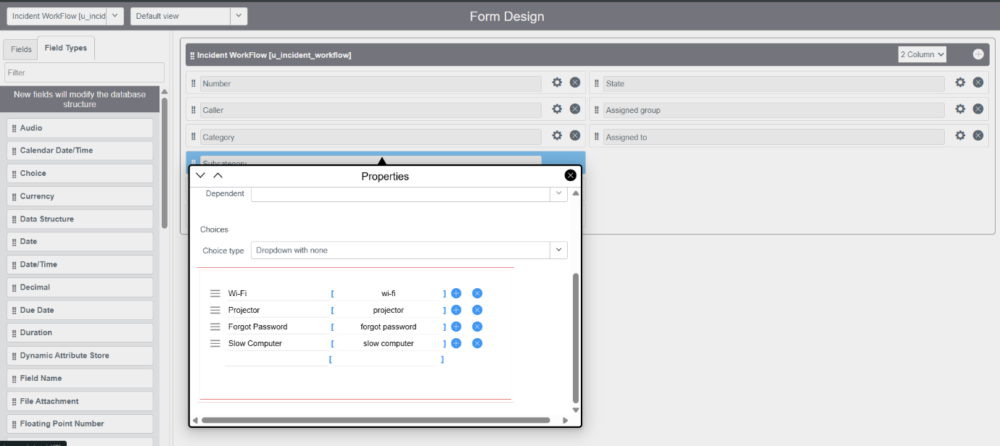 Incident WorkFlow [u_incid
Default view
Form Design
Fields
Field Types
Filter
New fields will modify the database
structure
Audio
Calendar Date/Time
Choice
Currency
Data Structure
Date
Date/Time
Decimal
Due Date
Duration
Dynamic Attribute Store
Field Name
File Attachment
Floating Point Number
Incident WorkFlow [u_incident_workflow]
2 Column
Number
State
Caller
Assigned group
Category
Assigned to
Subcategory
Properties
Dependent
Choices
Choice type
Dropdown with none
Wi-Fi [ wi-fi ]
Projector [ projector ]
Forgot Password [ forgot password ]
Slow Computer [ slow computer ]
[ ]